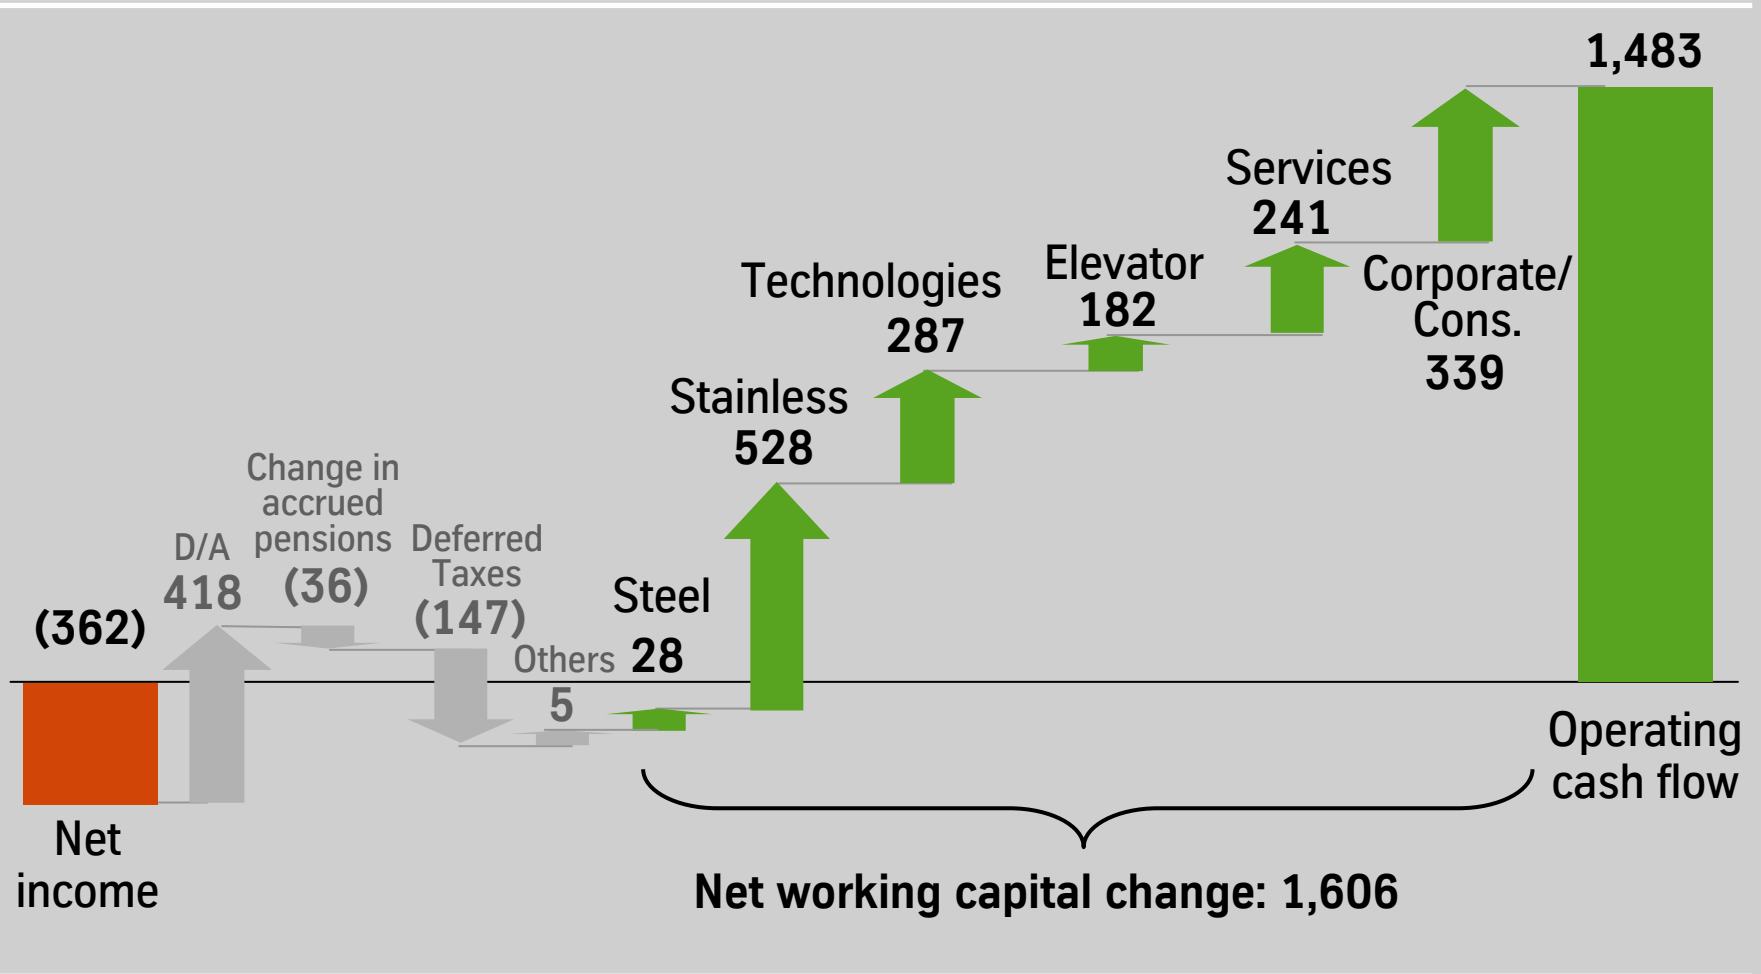 (362)
Net
income
D/A
418
Change in
accrued
pensions
(36)
Deferred
Taxes
(147)
Others
5
Steel
28
Stainless
528
Technologies
287
Elevator
182
Services
241
Corporate/
Cons.
339
1,483
Operating
cash flow
Net working capital change: 1,606